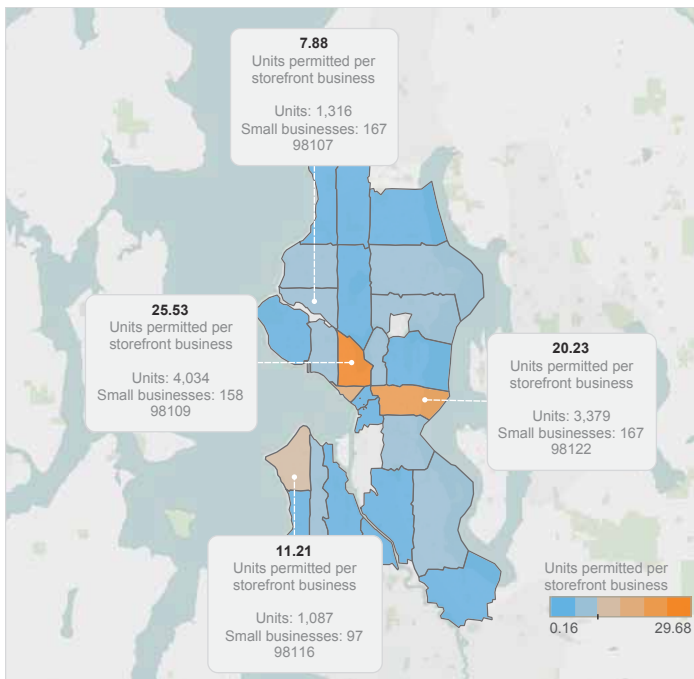 7.88
Units permitted per
storefront business
Units: 1,316
Small businesses: 167
98107
25.53
Units permitted per
storefront business
Units: 4,034
Small businesses: 158
98109
20.23
Units permitted per
storefront business
Units: 3,379
Small businesses: 167
98122
11.21
Units permitted per
storefront business
Units: 1,087
Small businesses: 97
98116
Units permitted per
storefront business
0.16 29.68